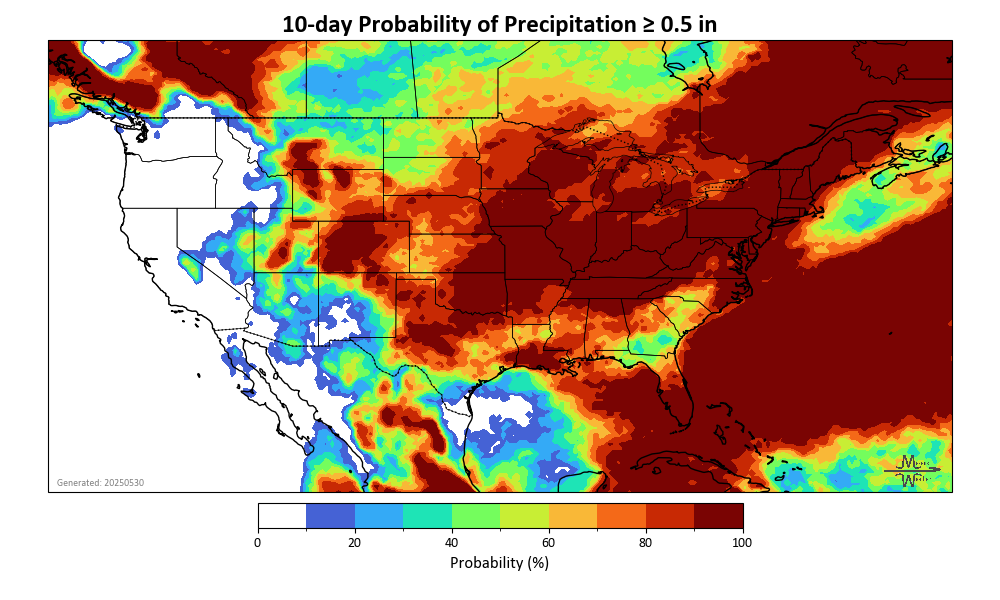 10-day Probability of Precipitation ≥ 0.5 in
Generated: 20250530
0 20 40 60 80 100
Probability (%)